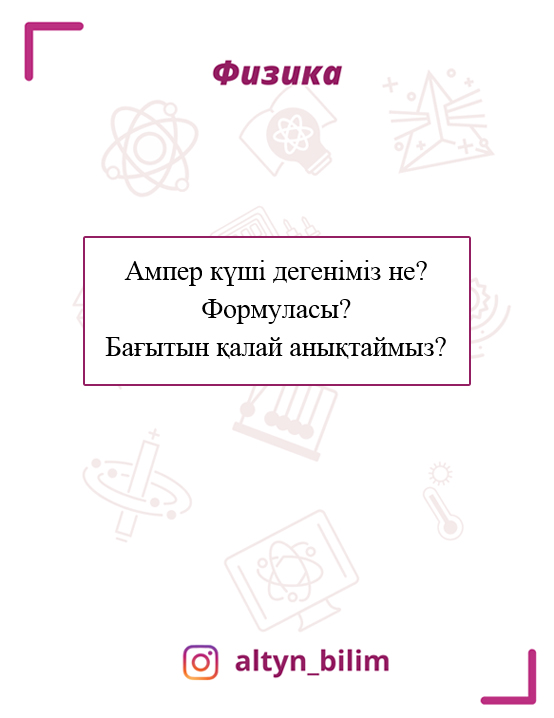 Физика
Ампер күші дегеніміз не?
Формуласы?
Бағытын қалай анықтаймыз?
altyn_bilim